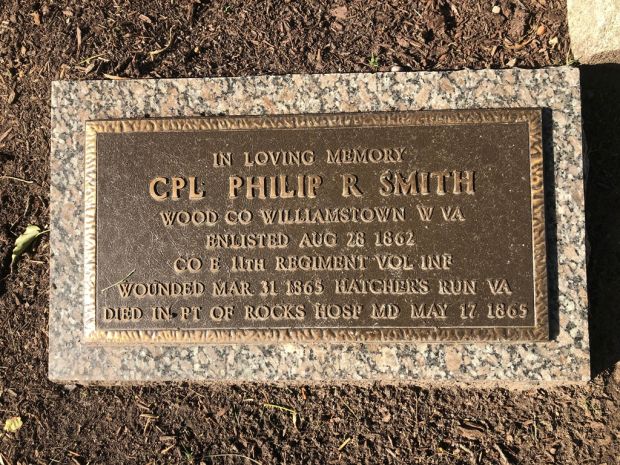 IN LOVING MEMORY
CPL PHILIP R SMITH
WOOD CO WILLIAMSTOWN W VA
ENLISTED AUG 28 1862
CO E 11TH REGIMENT VOL INF
WOUNDED MAR 31 1865 HATCHER'S RUN VA
DIED IN PT OF ROCKS HOSP MD MAY 17 1865